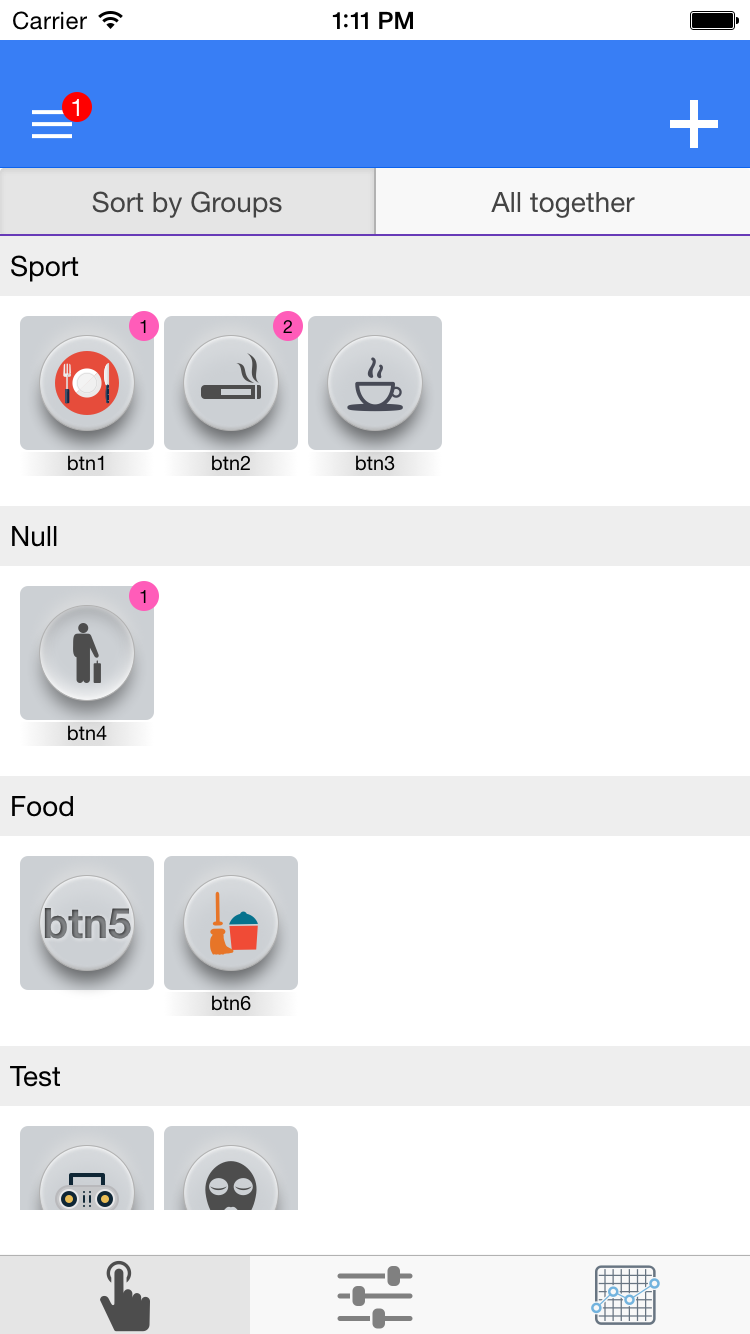 Carrier 1:11 PM
1
Sort by Groups All together
Sport
1 2
btn1 btn2 btn3
Null
1
btn4
Food
btn5
btn6
Test